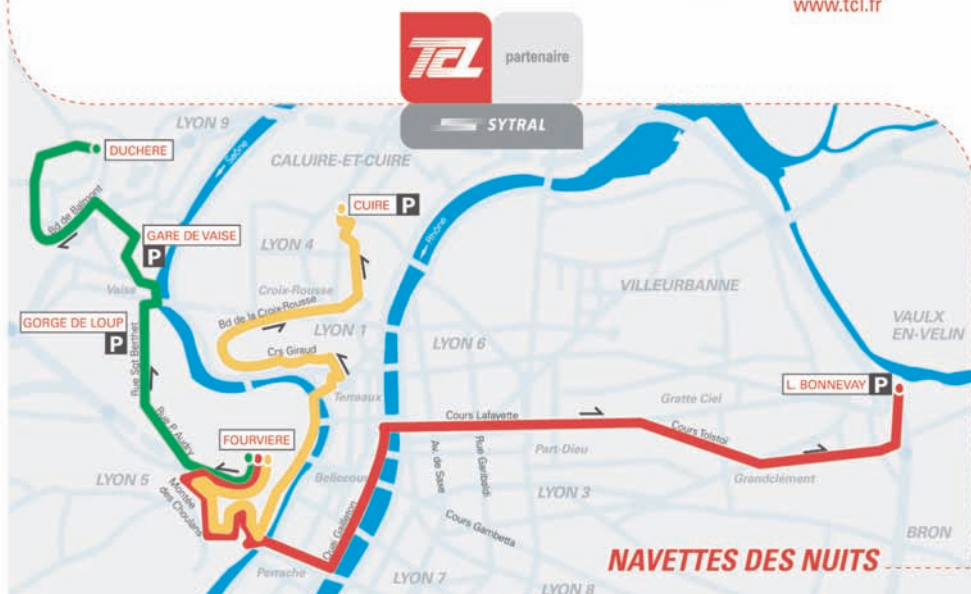 www.tcl.fr
TCL
partenaire
SYTRAL
LYON 9
Saône
DUCHERE
CALUIRE-ET-CUIRE
CUIRE P
Bd de Balmont
GARE DE VAISE
P
LYON 4
Rhône
Vaise
Croix-Rousse
VILLEURBANNE
Bd de la Croix-Rousse
GORGE DE LOUP
P
LYON 1
VAULX
EN-VELIN
Crs Giraud
LYON 6
Rue Sgt Berthet
L. BONNEVAY P
Terreaux
Gratte Ciel
Cours Lafayette
Rue P. Audry
Cours Tolstoï
FOURVIERE
Part-Dieu
Av. de Saxe
Rue Garibaldi
LYON 5
Bellecour
Grandclément
Montée
des Choulans
LYON 3
Quai Gailleton
Cours Gambetta
BRON
NAVETTES DES NUITS
Perrache
LYON 7
LYON 8